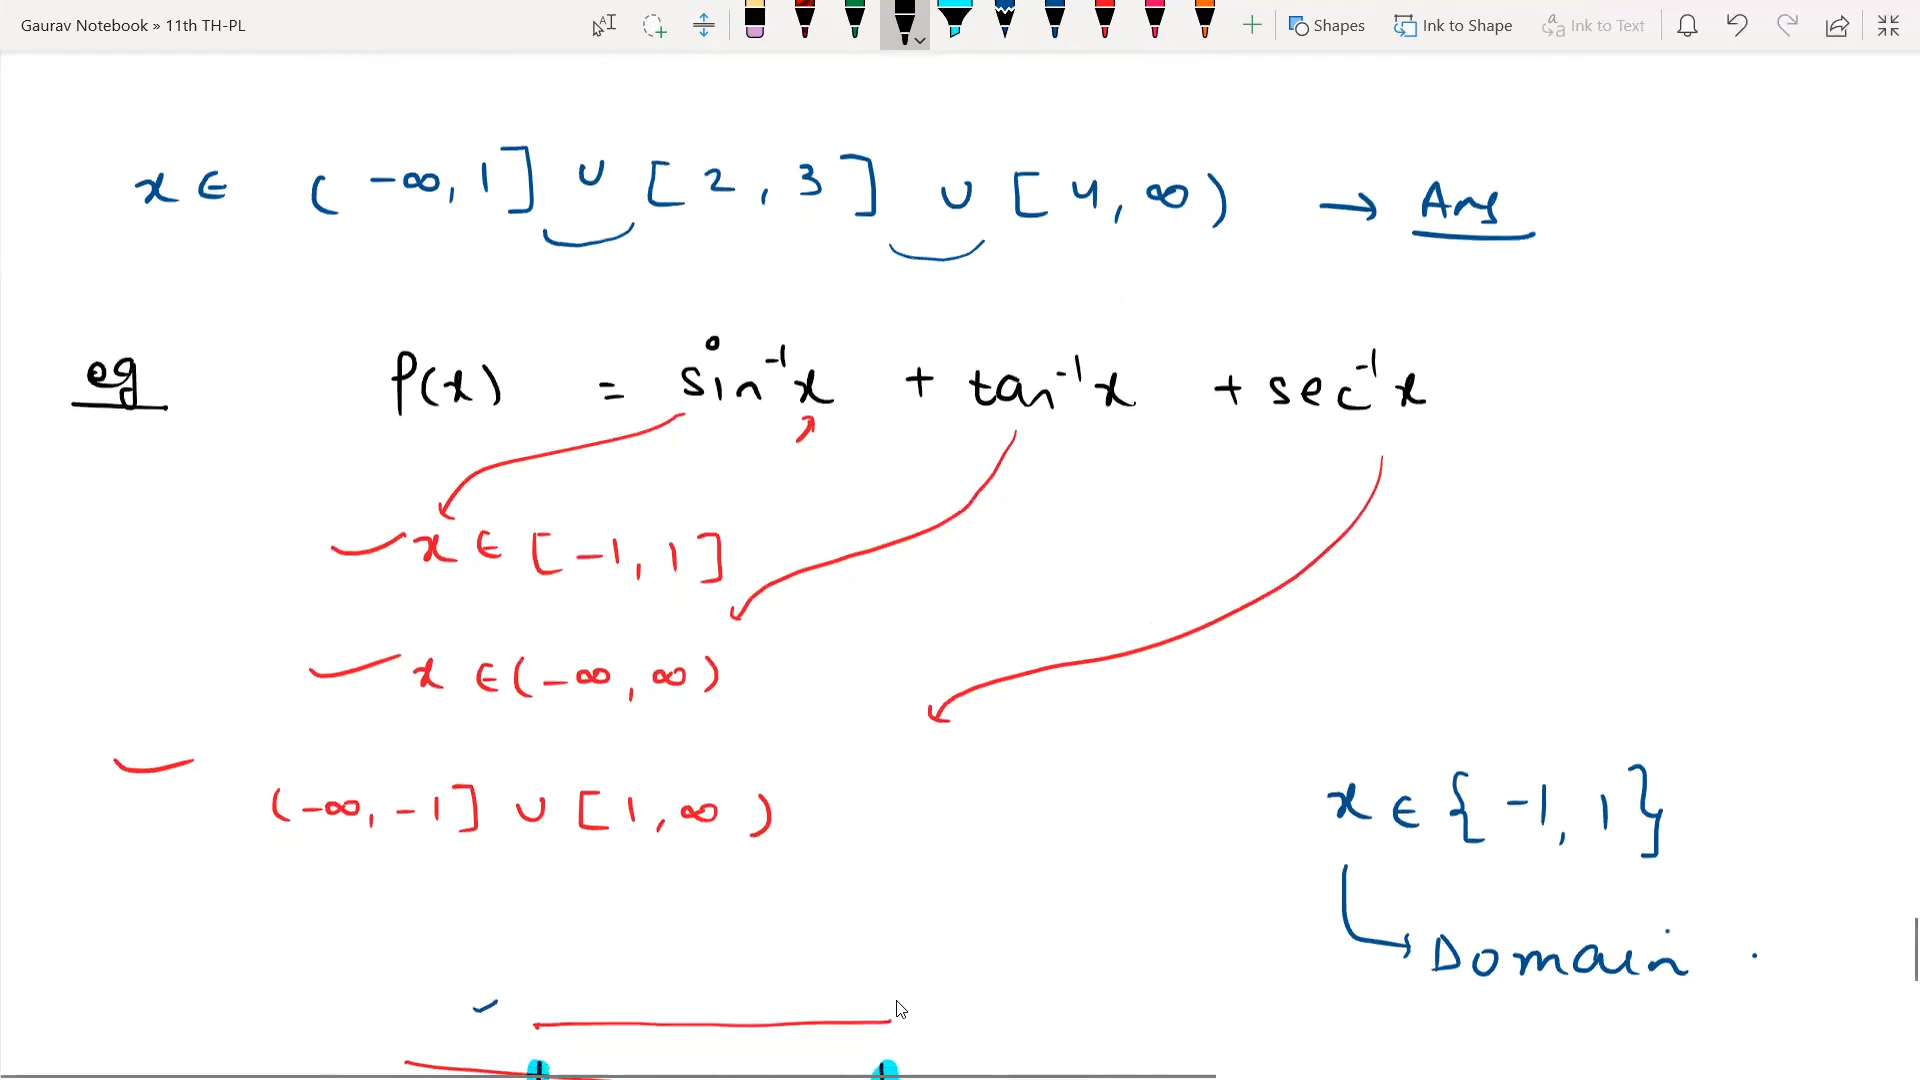 Gaurav Notebook » 11th TH-PL
Shapes Ink to Shape Ink to Text
x ∈ (-∞, 1] ∪ [2, 3] ∪ [4, ∞) → Ans
eg f(x) = sin⁻¹x + tan⁻¹x + sec⁻¹x
x ∈ [-1, 1]
x ∈ (-∞, ∞)
(-∞, -1] ∪ [1, ∞)
x ∈ {-1, 1}
Domain